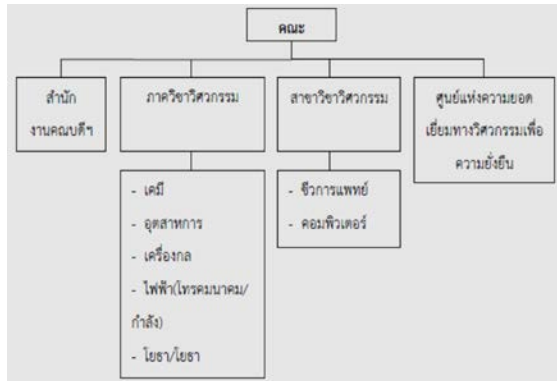 คณะ
สำนัก
งานคณบดีฯ
ภาควิชาวิศวกรรม
สาขาวิชาวิศวกรรม
ศูนย์แห่งความยอด
เยี่ยมทางวิศวกรรมเพื่อ
ความยั่งยืน
- เคมี
- อุตสาหการ
- เครื่องกล
- ไฟฟ้า(โทรคมนาคม/
กำลัง)
- โยธา/โยธา
- ชีวการแพทย์
- คอมพิวเตอร์